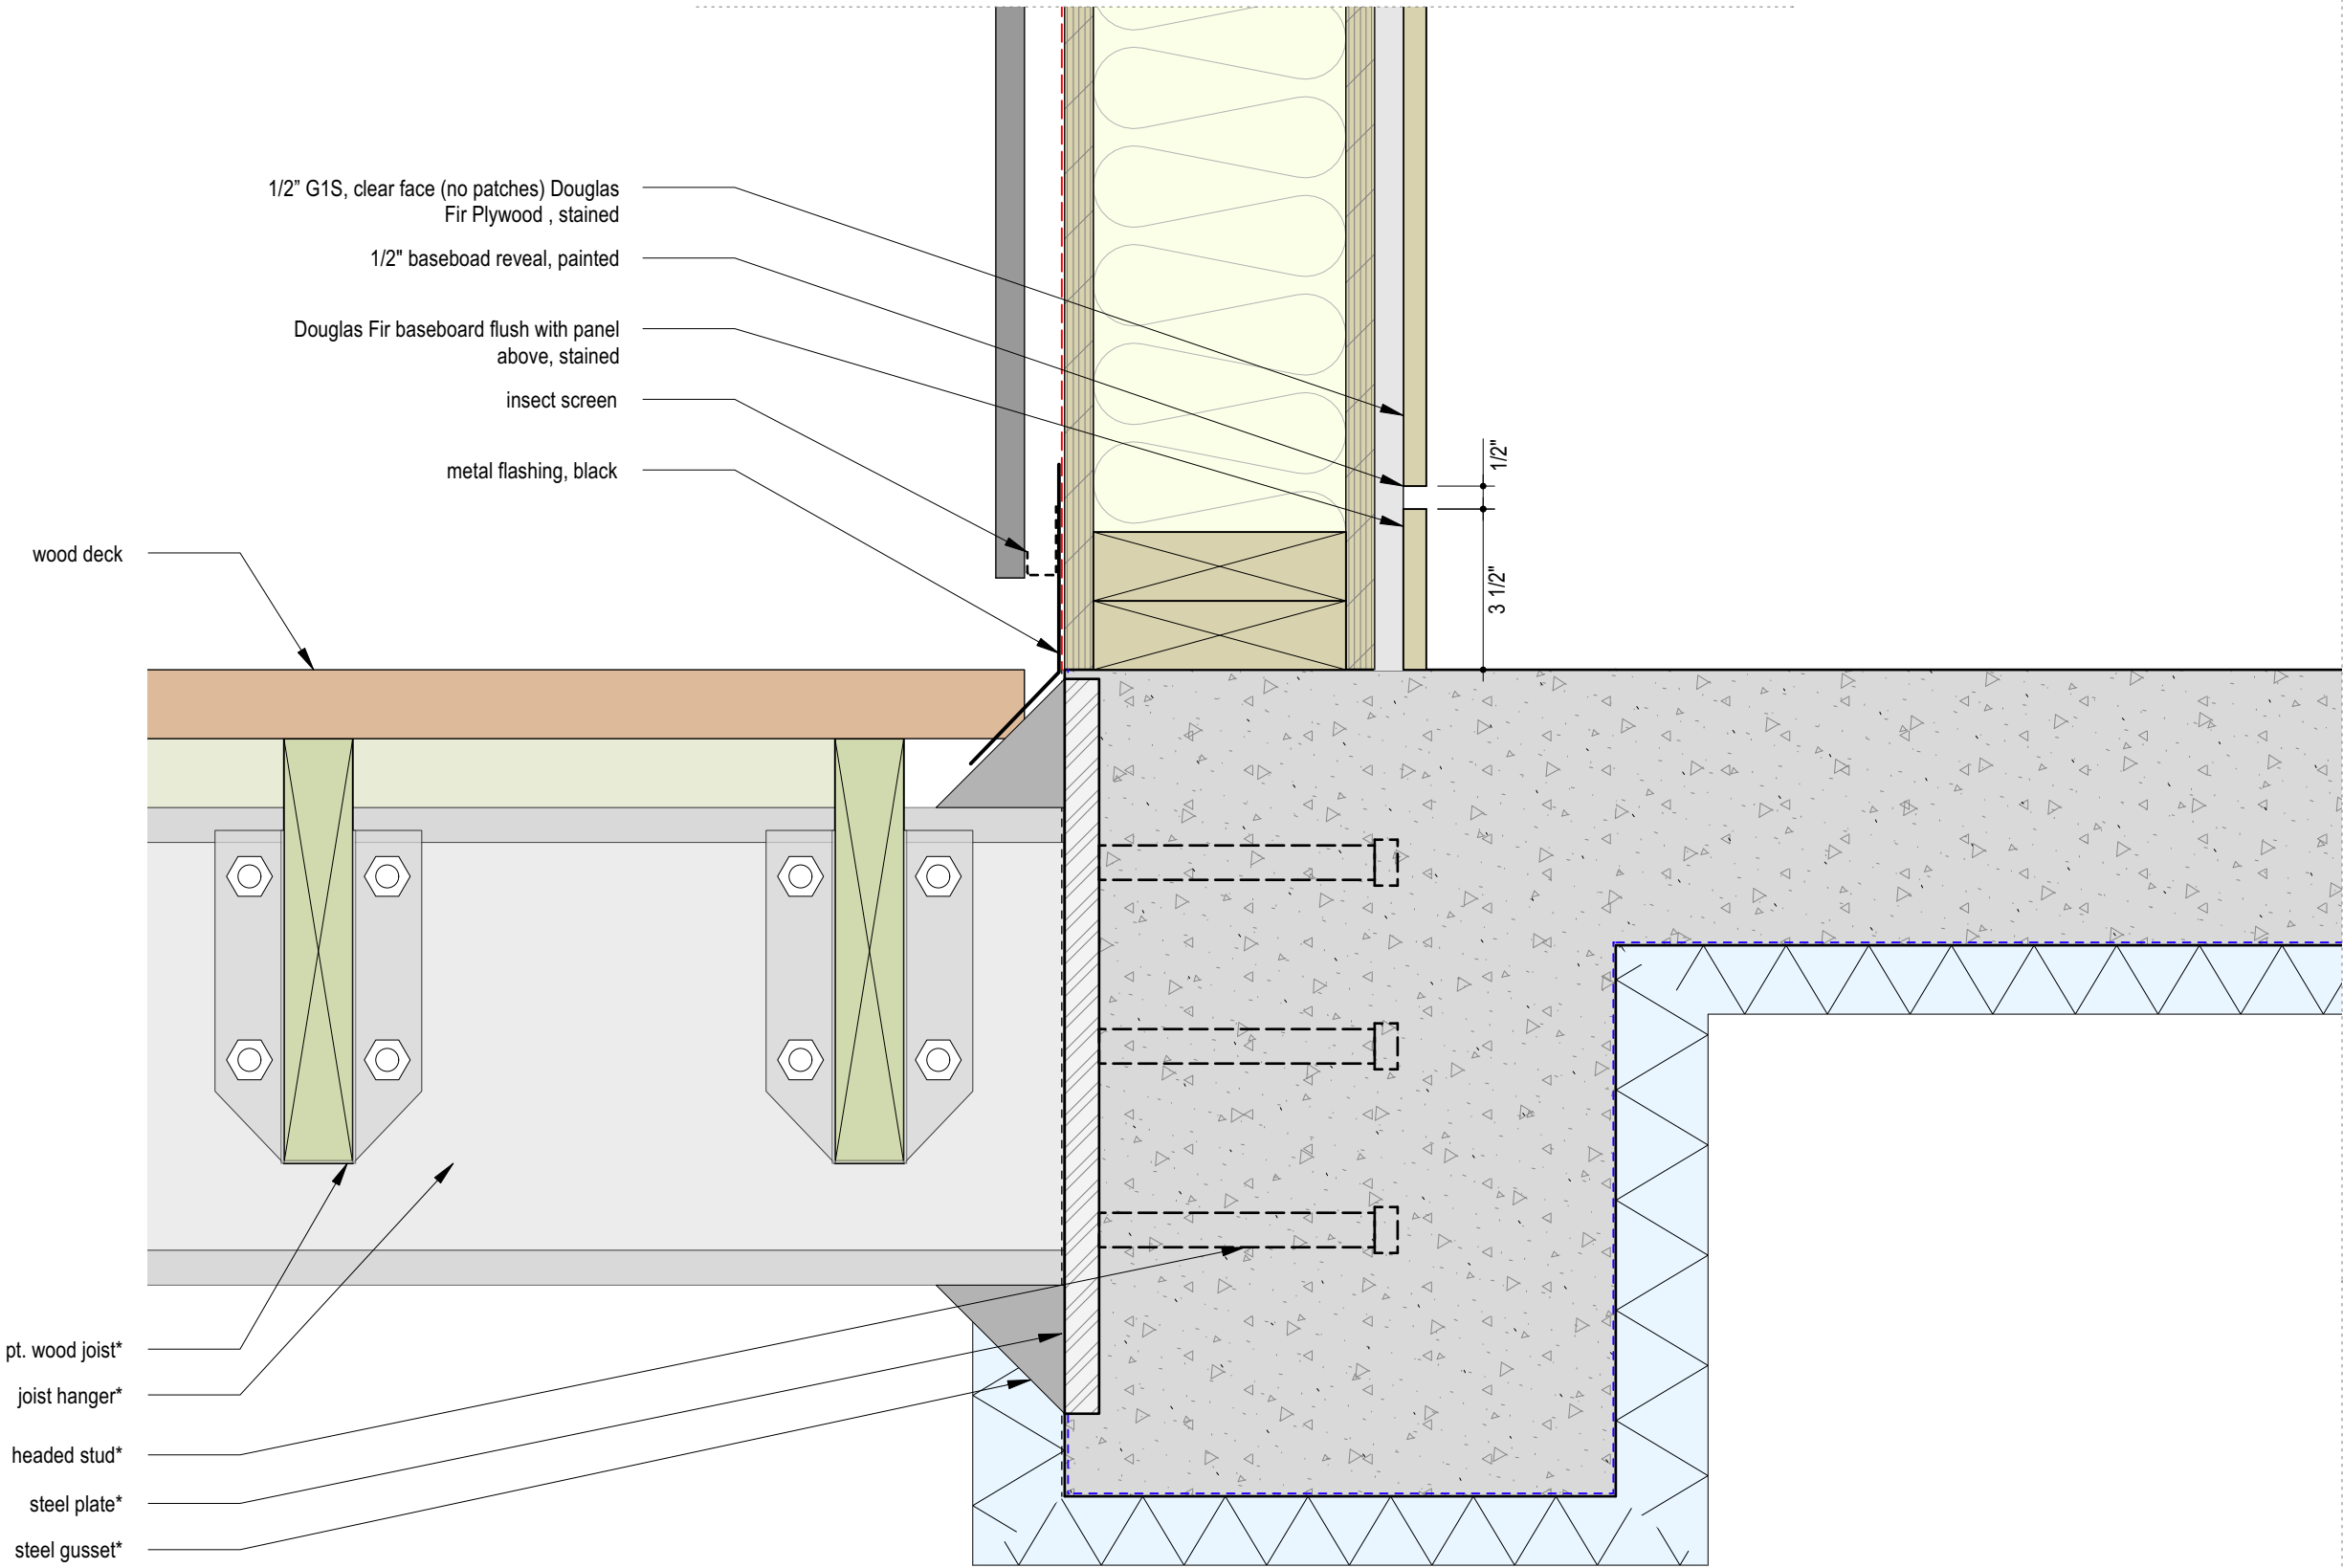 1/2” G1S, clear face (no patches) Douglas
Fir Plywood , stained
1/2" baseboad reveal, painted
Douglas Fir baseboard flush with panel
above, stained
insect screen
metal flashing, black
1/2"
wood deck
3 1/2"
pt. wood joist*
joist hanger*
headed stud*
steel plate*
steel gusset*